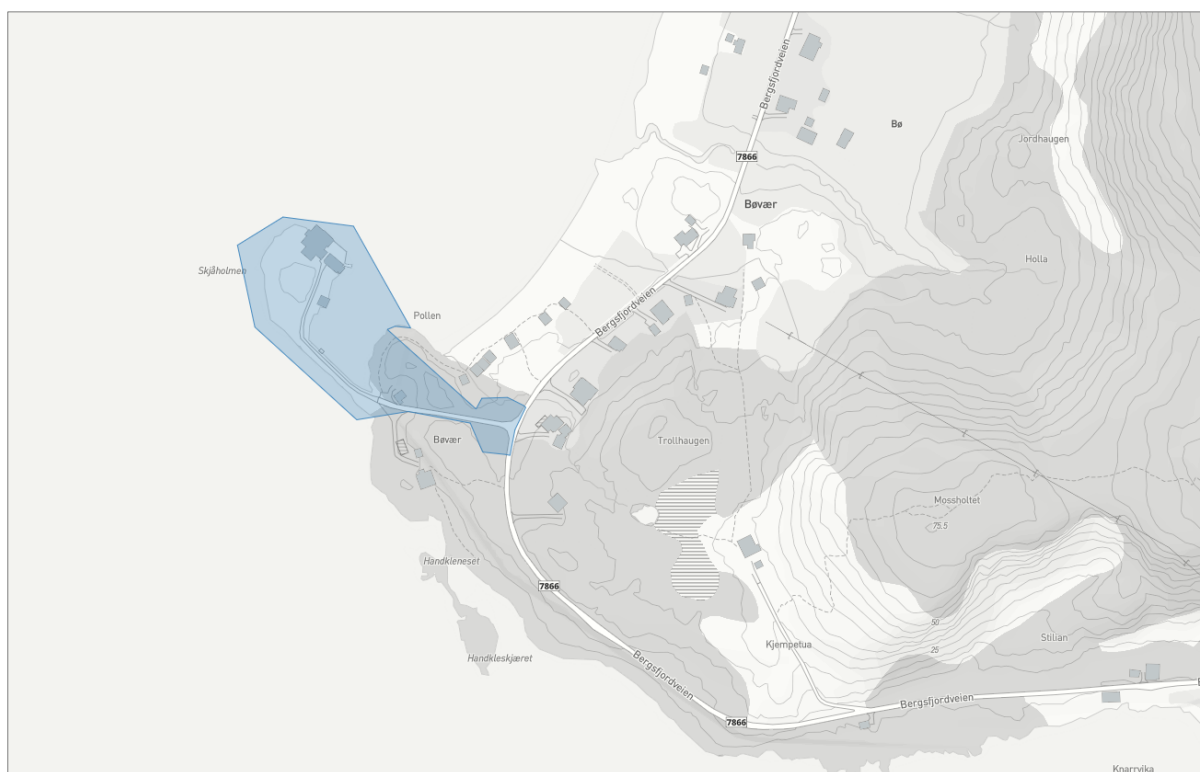 Bergsfjordveien
Bø
Jordhaugen
7866
Bøvær
Holla
Skjåholmen
Bergsfjordveien
Pollen
Bøvær
Trollhaugen
Mossholtet
75.5
Handkleneset
7866
50
Kjempetua
25
Stilian
Handkleskjæret
Bergsfjordveien
Bergsfjordveien
7866
Knarrvika